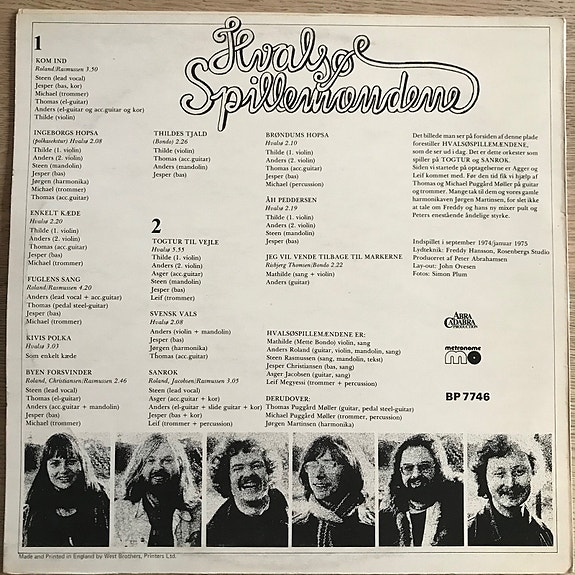 Hvalsøe
Spillemændene
1
KOM IND
Roland/Rasmussen 3.50
Steen (lead vocal)
Jesper (bas, kor)
Michael (trommer)
Thomas (el-guitar)
Anders (el-guitar og acc.guitar og kor)
Thilde (violin)
INGEBORGS HOPSA
(polkasekstur) Hvalsø 2.08
Thilde (1. violin)
Anders (2. violin)
Steen (mandolin)
Jesper (bas)
Jørgen (harmonika)
Michael (trommer)
Thomas (acc.guitar)
ENKELT KÆDE
Hvalsø 2.20
Thilde (1. violin)
Anders (2. violin)
Thomas (acc.guitar)
Jesper (bas)
Michael (trommer)
FUGLENS SANG
Roland/Rasmussen 4.20
Anders (lead vocal + acc.guitar)
Thomas (pedal steel-guitar)
Jesper (bas)
Michael (trommer)
KIVIS POLKA
Hvalsø 3.03
Som enkelt kæde
BYEN FORSVINDER
Roland, Christiansen/Rasmussen 2.46
Steen (lead vocal)
Thomas (el-guitar)
Anders (acc.guitar + mandolin)
Jesper (bas)
Michael (trommer)
THILDES TJALD
(Bondo) 2.26
Thilde (violin)
Thomas (acc.guitar)
Anders (mandolin)
Jesper (bas)
2
TOGTUR TIL VEJLE
Hvalsø 5.55
Thilde (1. violin)
Anders (2. violin)
Asger (acc.guitar)
Steen (mandolin)
Jesper (bas)
Leif (trommer)
SVENSK VALS
Hvalsø 2.08
Anders (violin + mandolin)
Jesper (bas)
Jørgen (harmonika)
Thomas (acc.guitar)
SANROK
Roland, Jacobsen/Rasmussen 3.05
Steen (lead vocal)
Asger (acc.guitar + kor)
Anders (el-guitar + slide guitar + kor)
Jesper (bas + kor)
Leif (trommer + percussion)
BRØNDUMS HOPSA
Hvalsø 2.10
Thilde (1. violin)
Anders (2. violin)
Steen (mandolin)
Thomas (acc.guitar)
Jesper (bas)
Michael (percussion)
ÅH PEDDERSEN
Hvalsø 2.19
Thilde (1. violin)
Anders (2. violin)
Steen (mandolin)
Jesper (bas)
JEG VIL VENDE TILBAGE TIL MARKERNE
Risbjerg Thomsen/Bondo 2.22
Mathilde (sang + violin)
Anders (guitar)
HVALSØSPILLEMÆNDENE ER:
Mathilde (Mette Bondo) violin, sang
Anders Roland (guitar, violin, mandolin, sang)
Steen Rasmussen (sang, mandolin, tekst)
Jesper Christiansen (bas, sang)
Asger Jacobsen (guitar, sang)
Leif Megyessi (trommer + percussion)
DERUDOVER:
Thomas Puggård Møller (guitar, pedal steel-guitar)
Michael Puggård Møller (trommer)
Jørgen Martinsen (harmonika)
Det billede man ser på forsiden af denne plade
forestiller HVALSØSPILLEMÆNDENE,
som de ser ud i dag. Det er dette orkester som
spiller på TOGTUR og SANROK.
Siden vi startede på optagelserne er Asger og
Leif kommet med. Før den tid fik vi hjælp af
Thomas og Michael Puggård Møller på guitar
og trommer. Mange tak til dem og vores gamle
harmonikaven Jørgen Martinsen, for slet ikke
at tale om Freddy og hans ny mixer pult og
Peters enestående åndelige styrke.
Indspillet i september 1974/januar 1975
Lydteknik: Freddy Hansson, Rosenbergs Studio
Produceret af Peter Abrahamsen
Lay-out: John Ovesen
Fotos: Simon Plum
ABRA
CADABRA
PRODUCTION
metronome
BP 7746
Made and Printed in England by West Brothers, Printers Ltd.